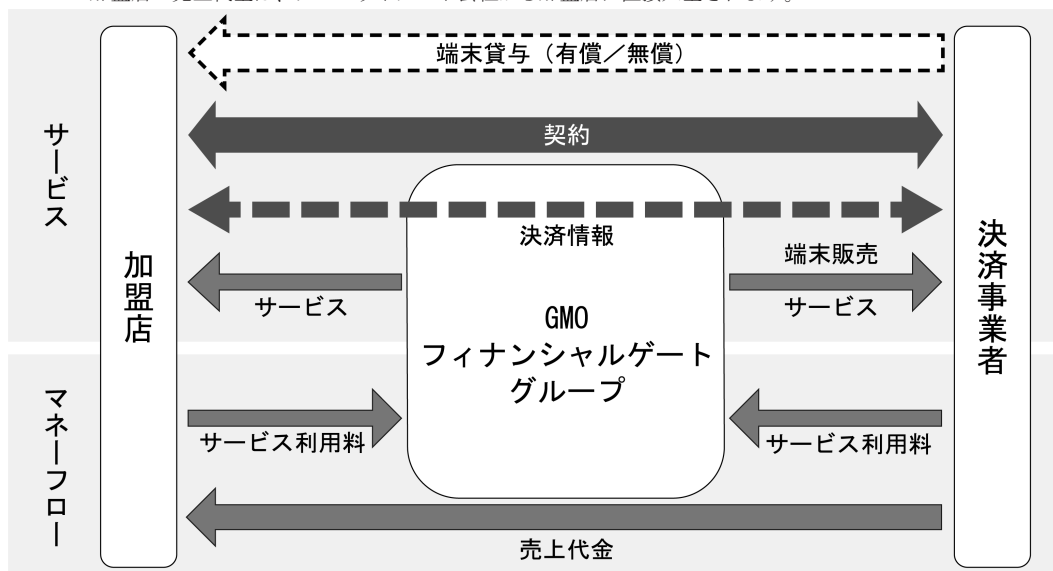 端末貸与（有償／無償）
サービス
契約
決済情報
加盟店
端末販売
サービス
サービス
GMO
フィナンシャルゲート
グループ
決済事業者
マネーフロー
サービス利用料
サービス利用料
売上代金